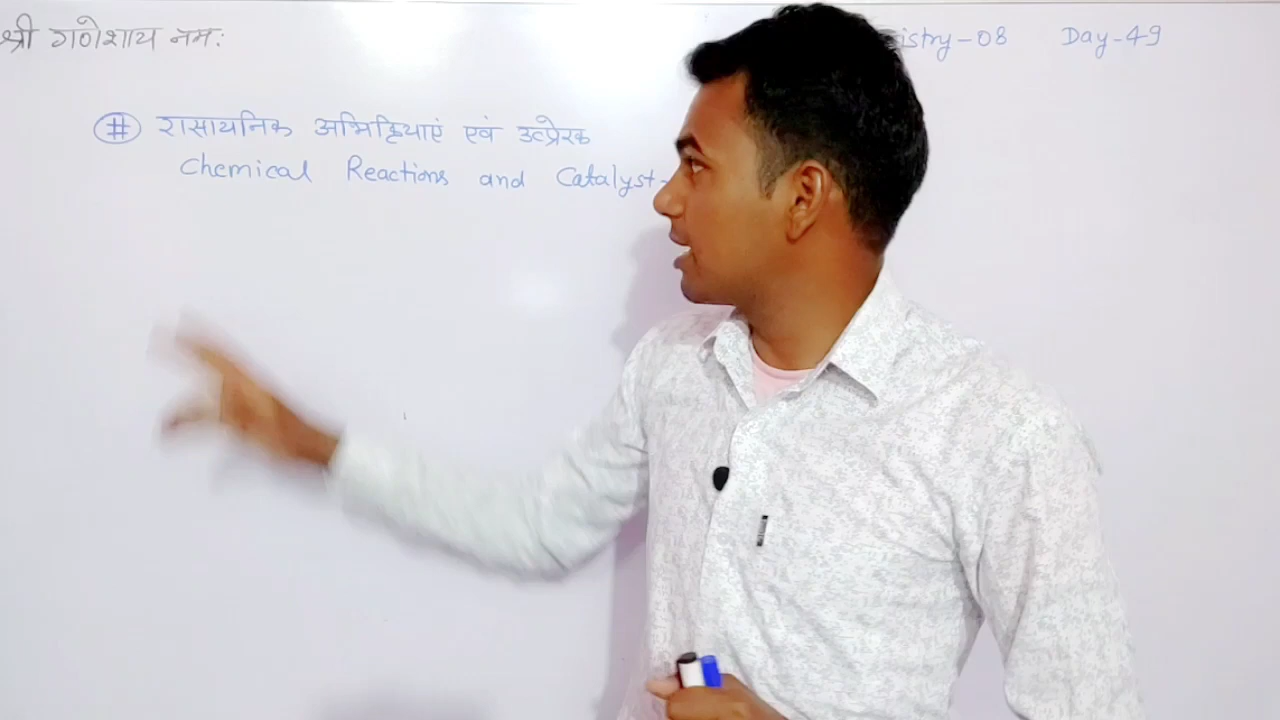 श्री गणेशाय नमः
istry-08 Day-49
# रासायनिक अभिक्रियाएं एवं उत्प्रेरक
Chemical Reactions and Catalyst-